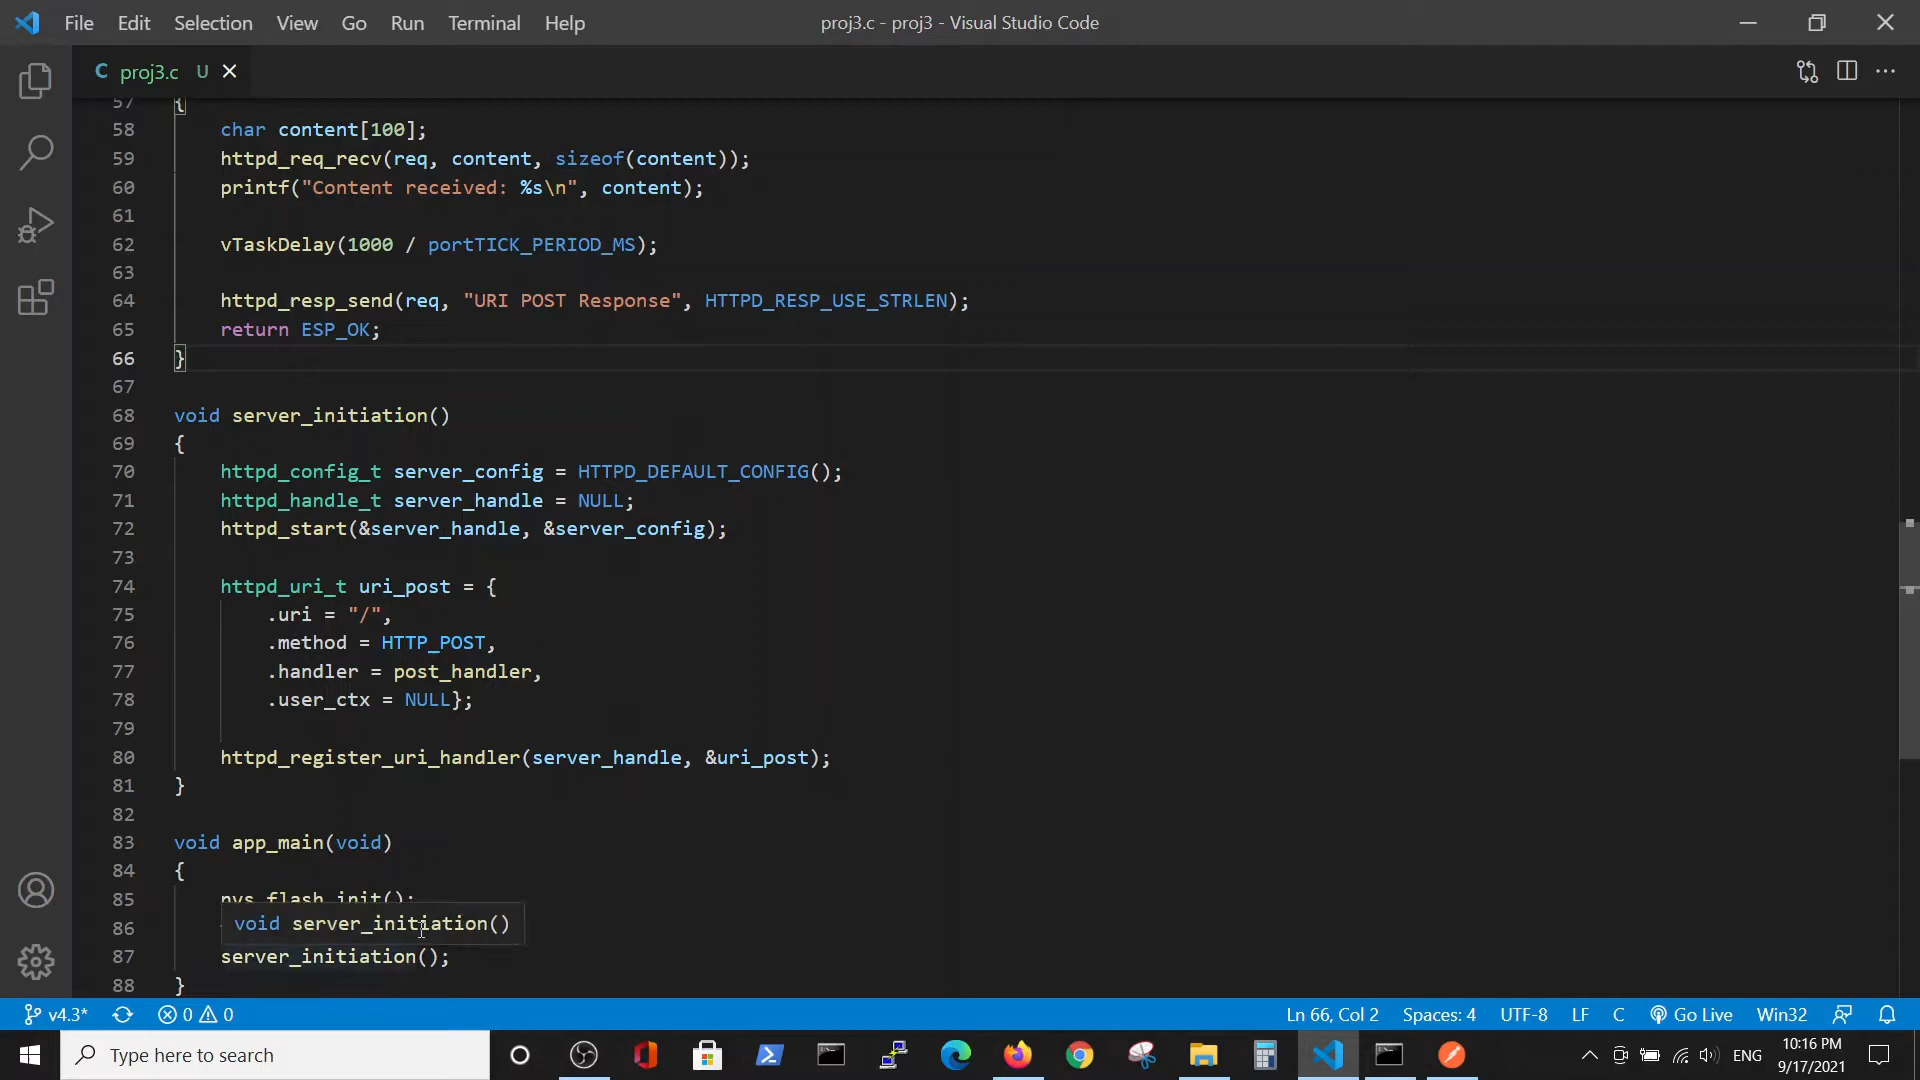 File Edit Selection View Go Run Terminal Help
proj3.c - proj3 - Visual Studio Code
C proj3.c U
57 {
58 char content[100];
59 httpd_req_recv(req, content, sizeof(content));
60 printf("Content received: %s\n", content);
61
62 vTaskDelay(1000 / portTICK_PERIOD_MS);
63
64 httpd_resp_send(req, "URI POST Response", HTTPD_RESP_USE_STRLEN);
65 return ESP_OK;
66 }
67
68 void server_initiation()
69 {
70 httpd_config_t server_config = HTTPD_DEFAULT_CONFIG();
71 httpd_handle_t server_handle = NULL;
72 httpd_start(&server_handle, &server_config);
73
74 httpd_uri_t uri_post = {
75 .uri = "/",
76 .method = HTTP_POST,
77 .handler = post_handler,
78 .user_ctx = NULL};
79
80 httpd_register_uri_handler(server_handle, &uri_post);
81 }
82
83 void app_main(void)
84 {
85 nvs_flash_init();
86
void server_initiation()
87 server_initiation();
88 }
v4.3* 0 0 Ln 66, Col 2 Spaces: 4 UTF-8 LF C Go Live Win32
Type here to search
ENG
10:16 PM
9/17/2021